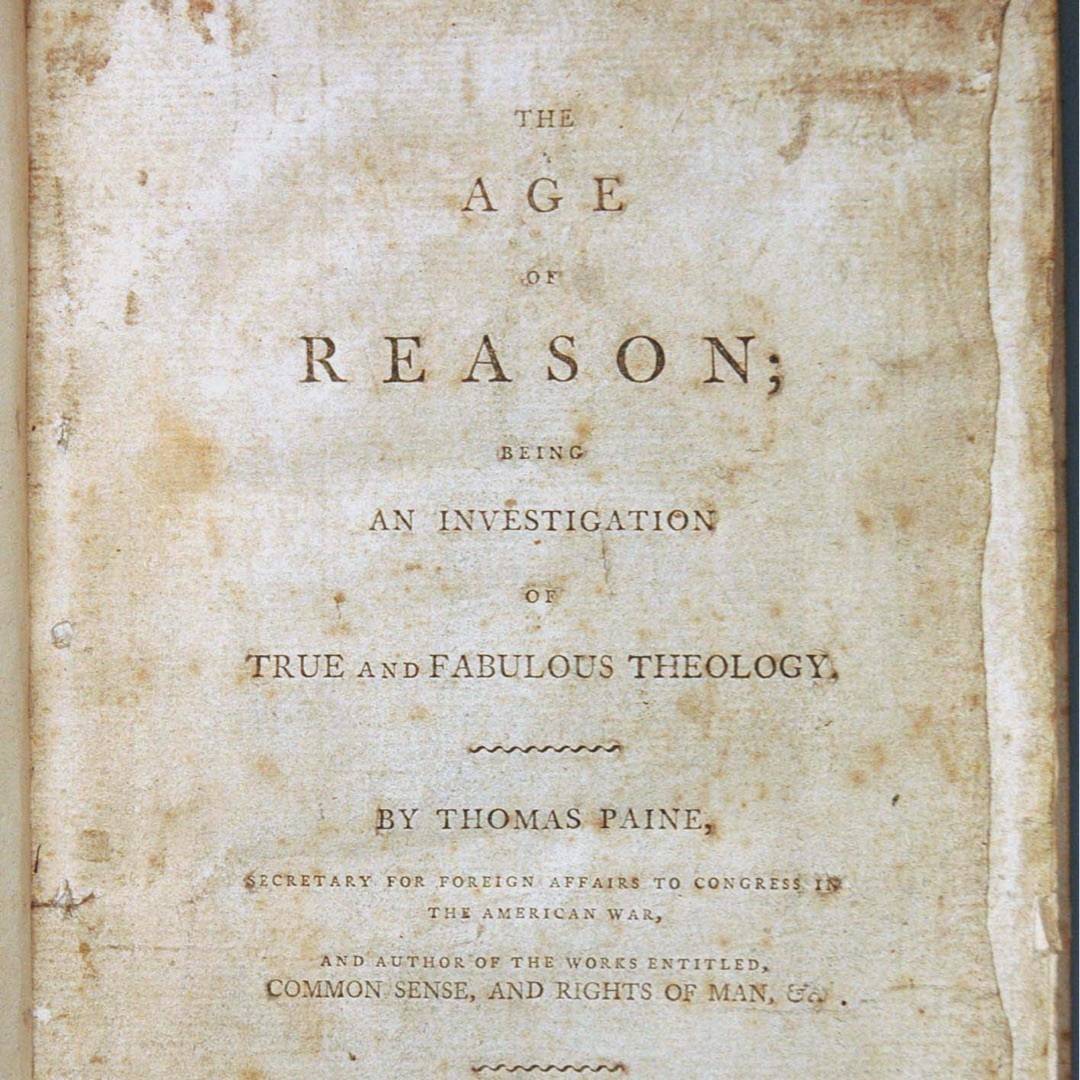 THE
AGE
OF
REASON;
BEING
AN INVESTIGATION
OF
TRUE AND FABULOUS THEOLOGY.
BY THOMAS PAINE,
SECRETARY FOR FOREIGN AFFAIRS TO CONGRESS IN
THE AMERICAN WAR,
AND AUTHOR OF THE WORKS ENTITLED,
COMMON SENSE, AND RIGHTS OF MAN, &c.